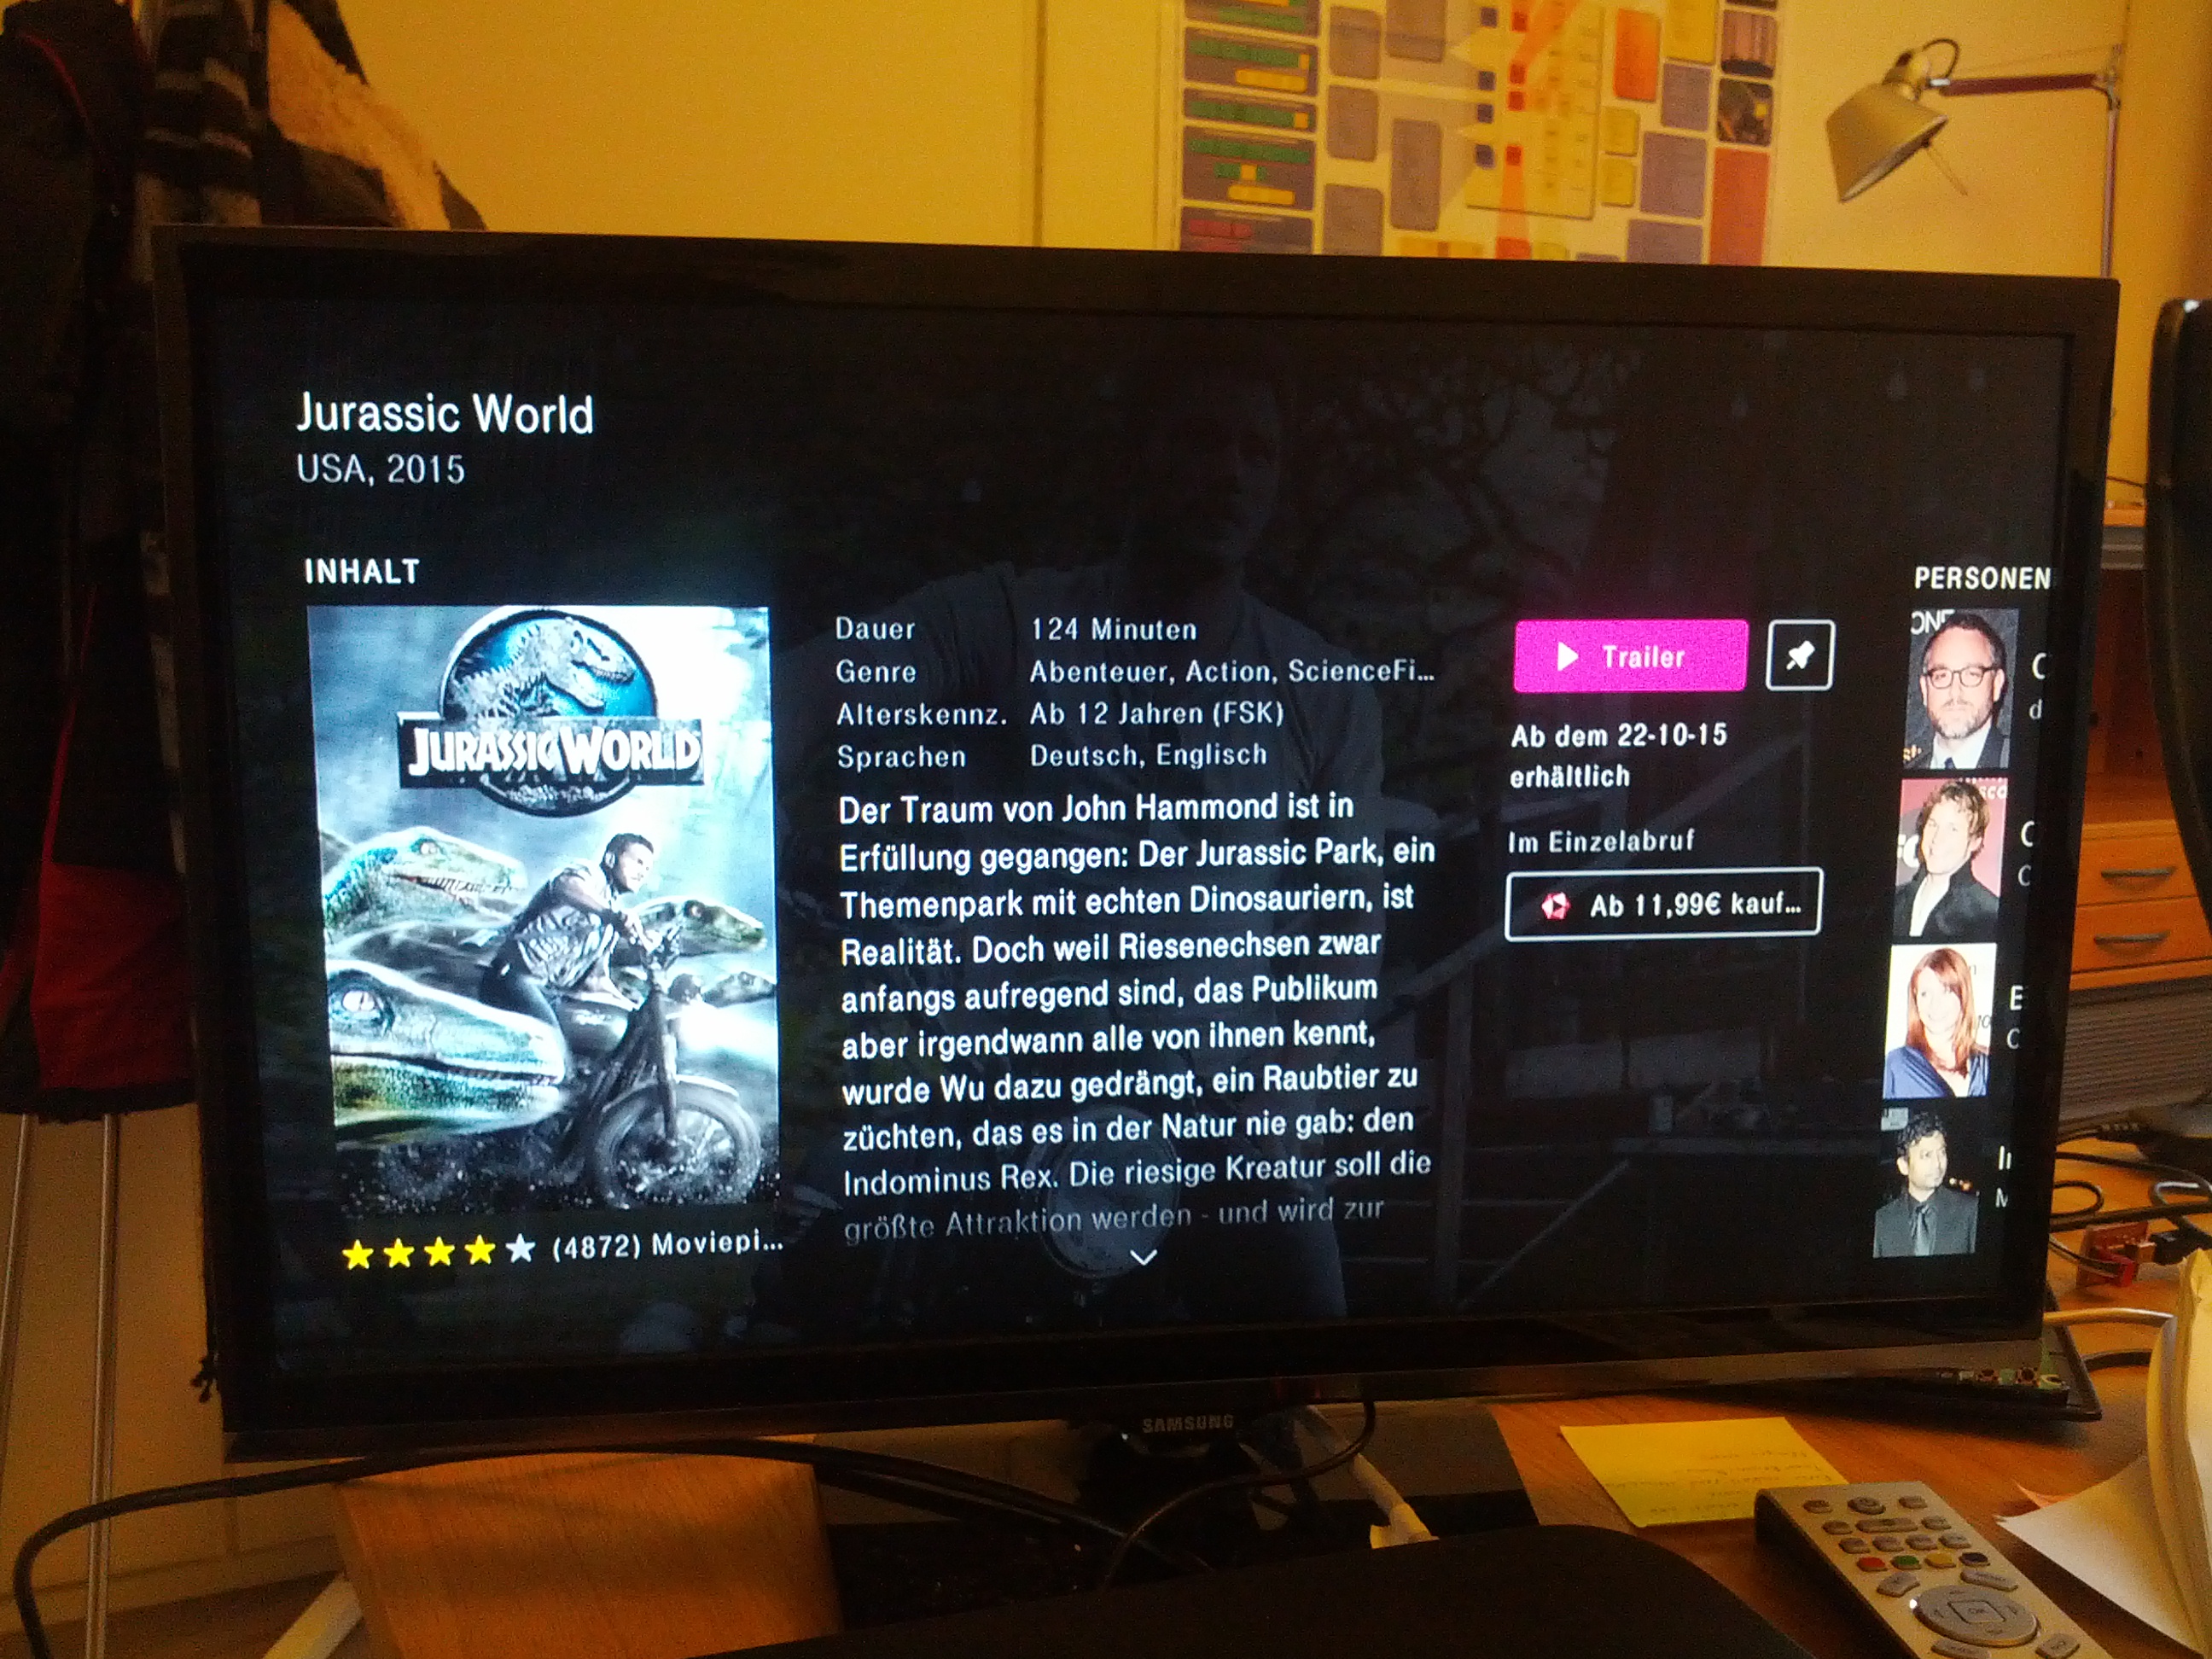 Jurassic World
USA, 2015
INHALT
JURASSIC WORLD
(4872) Moviepi...
Dauer 124 Minuten
Genre Abenteuer, Action, ScienceFi...
Alterskennz. Ab 12 Jahren (FSK)
Sprachen Deutsch, Englisch
Der Traum von John Hammond ist in
Erfüllung gegangen: Der Jurassic Park, ein
Themenpark mit echten Dinosauriern, ist
Realität. Doch weil Riesenechsen zwar
anfangs aufregend sind, das Publikum
aber irgendwann alle von ihnen kennt,
wurde Wu dazu gedrängt, ein Raubtier zu
züchten, das es in der Natur nie gab: den
Indominus Rex. Die riesige Kreatur soll die
größte Attraktion werden - und wird zur
Trailer
Ab dem 22-10-15
erhältlich
Im Einzelabruf
Ab 11,99€ kauf...
PERSONEN
SAMSUNG